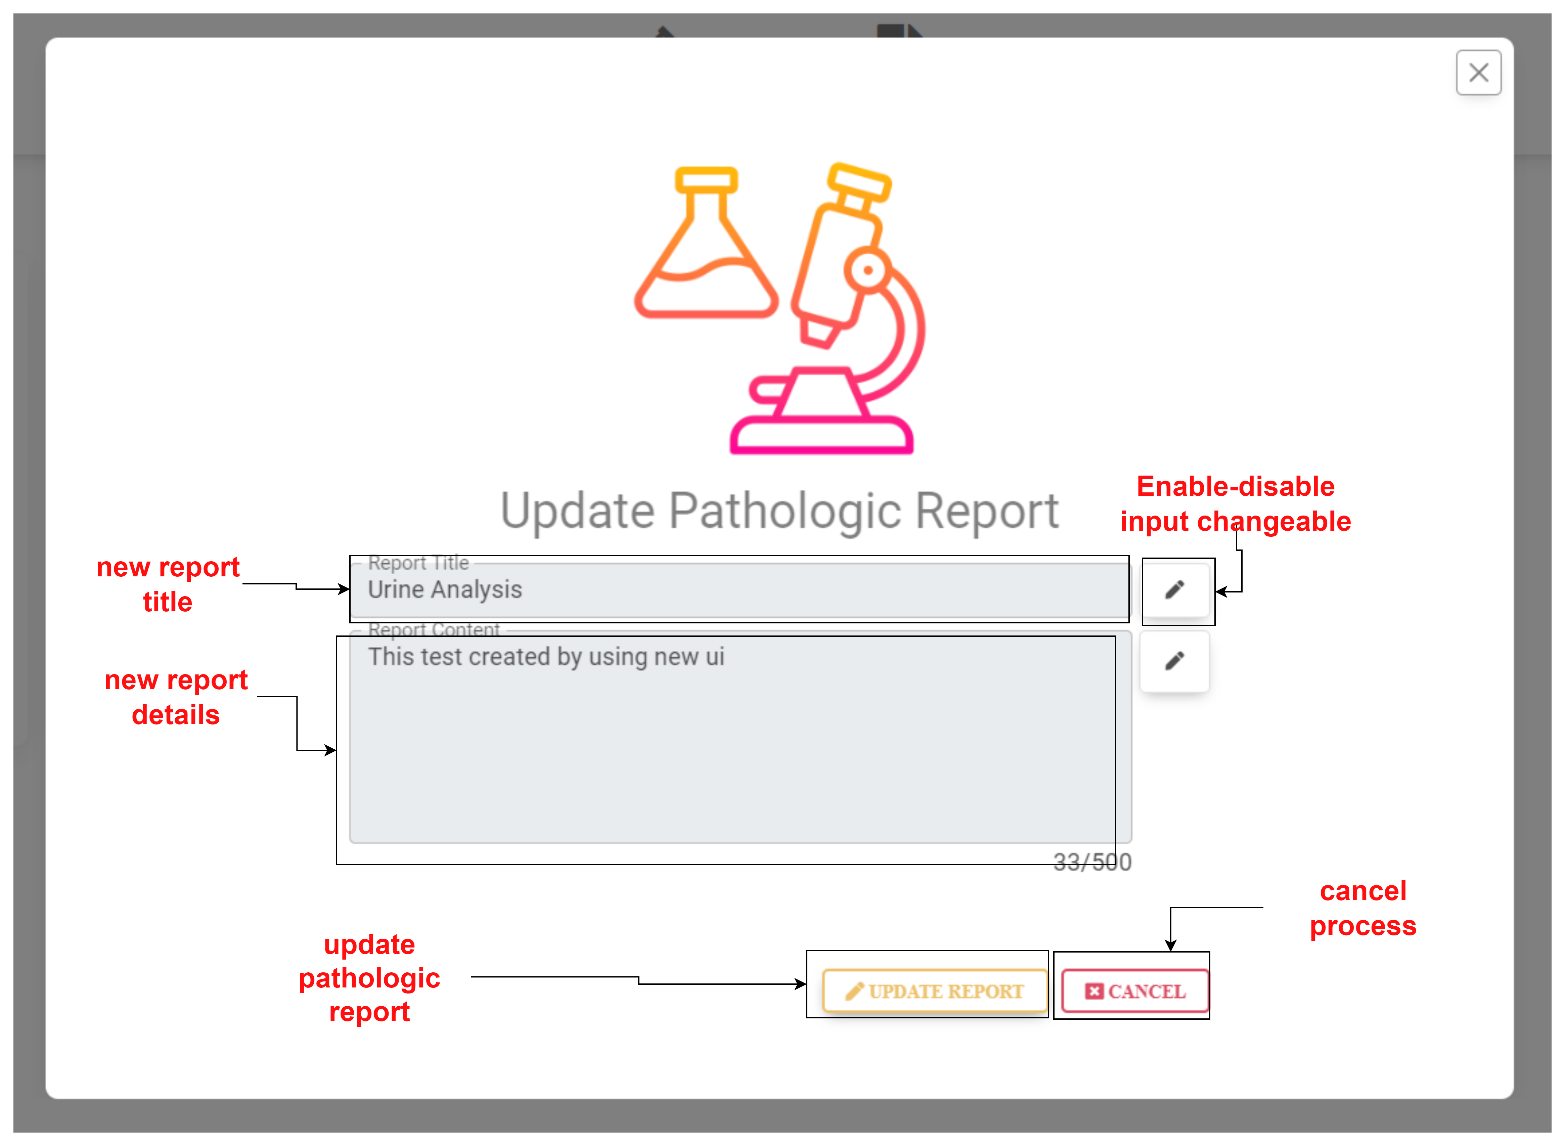 Update Pathologic Report
Enable-disable
input changeable
new report
title
Report Title
Urine Analysis
Report Content
This test created by using new ui
new report
details
33/500
cancel
process
update
pathologic
report
UPDATE REPORT
CANCEL